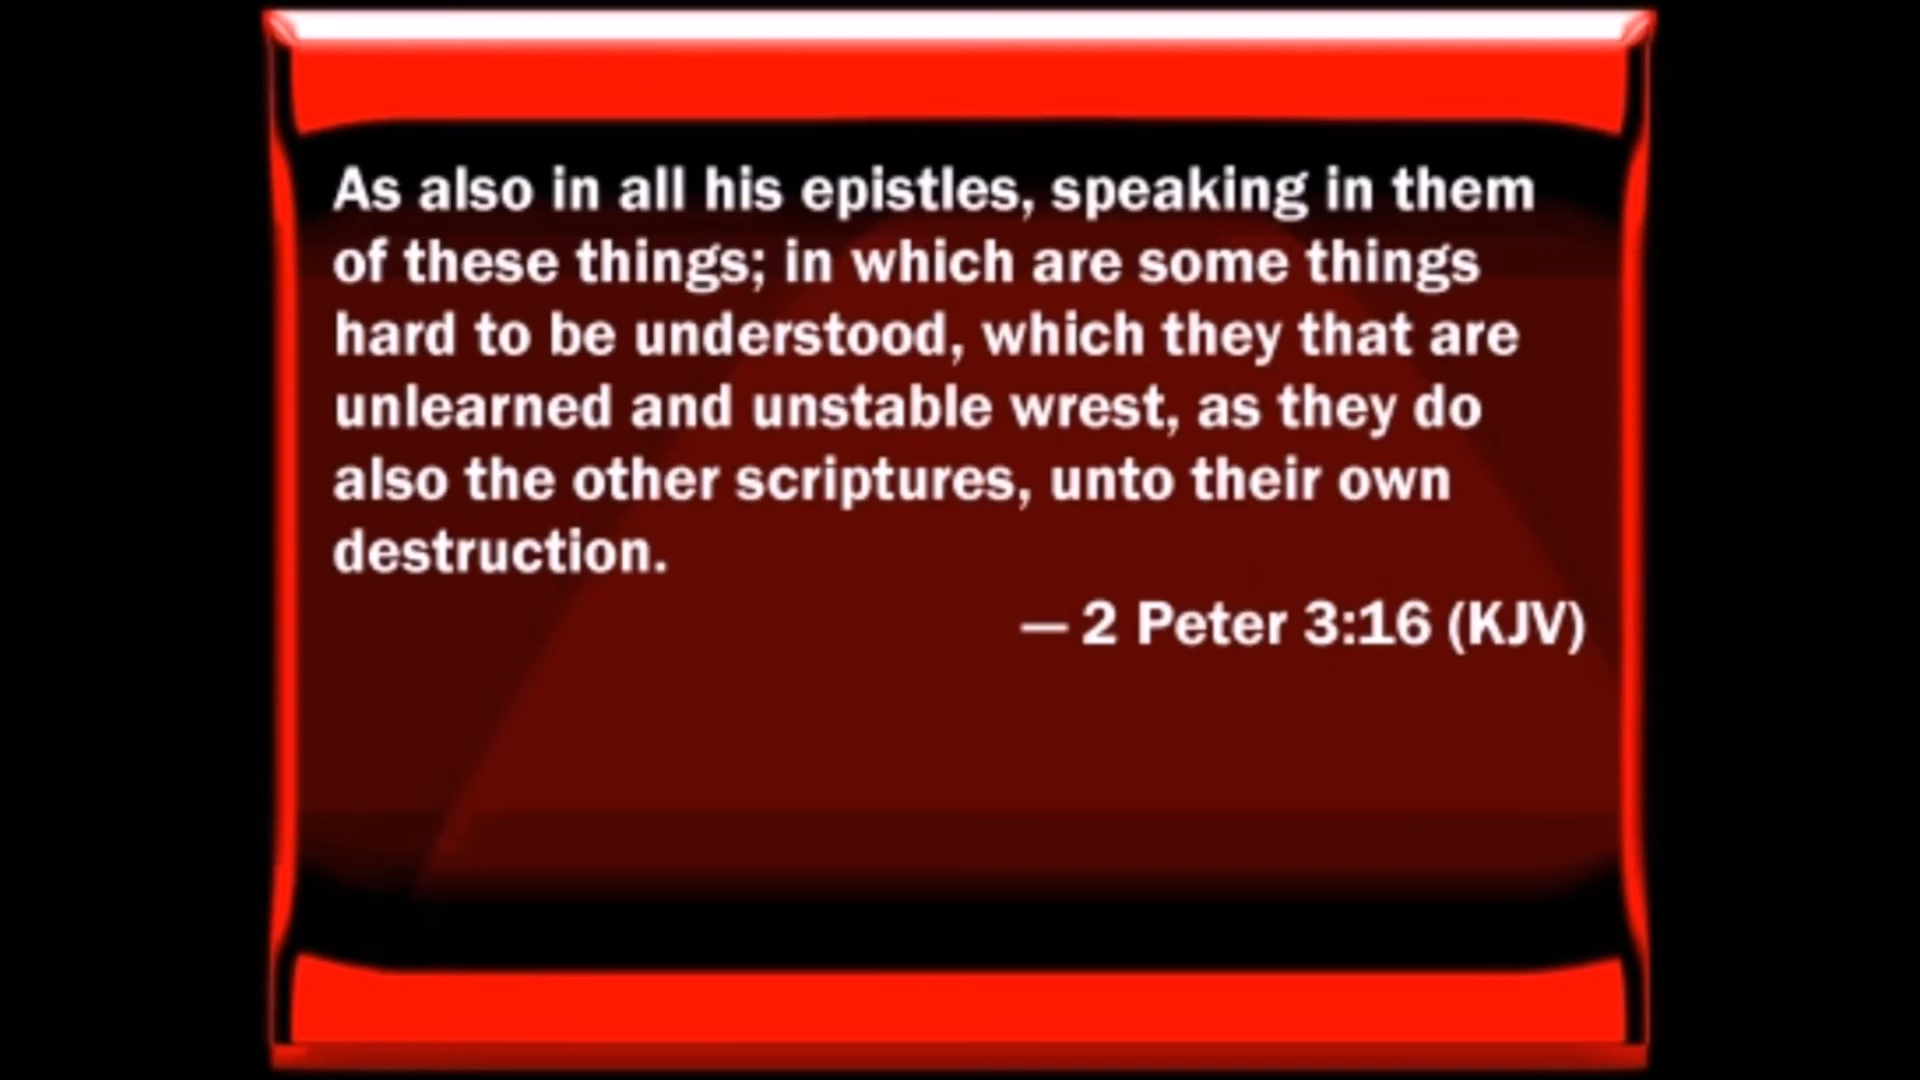 As also in all his epistles, speaking in them
of these things; in which are some things
hard to be understood, which they that are
unlearned and unstable wrest, as they do
also the other scriptures, unto their own
destruction.
— 2 Peter 3:16 (KJV)